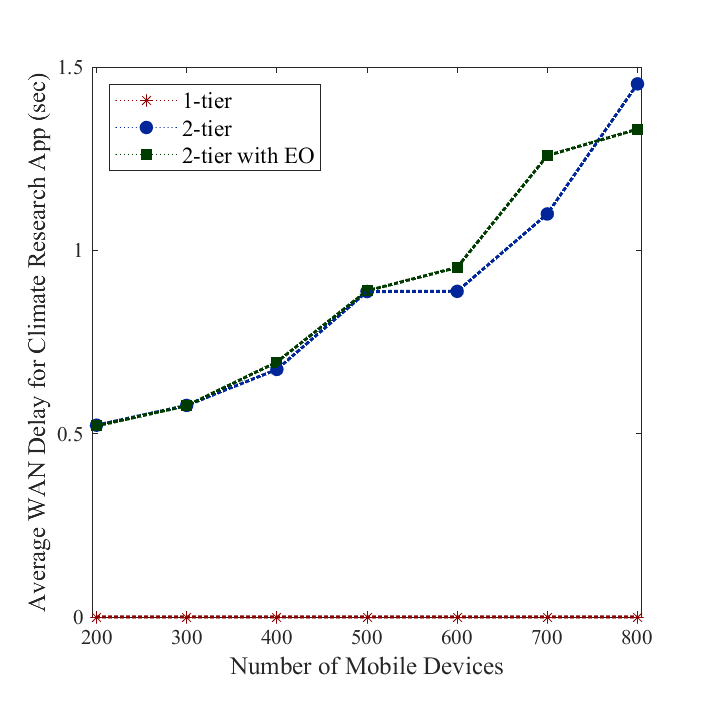 1.5
1
0.5
0
1-tier
2-tier
2-tier with EO
Average WAN Delay for Climate Research App (sec)
200 300 400 500 600 700 800
Number of Mobile Devices